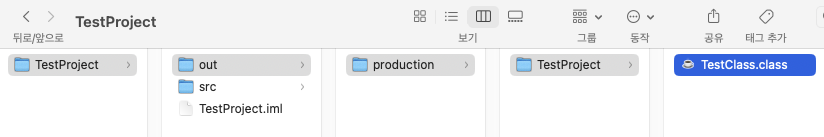 TestProject
뒤로/앞으로
보기
그룹
동작
공유
태그 추가
TestProject
out
src
TestProject.iml
production
TestProject
TestClass.class